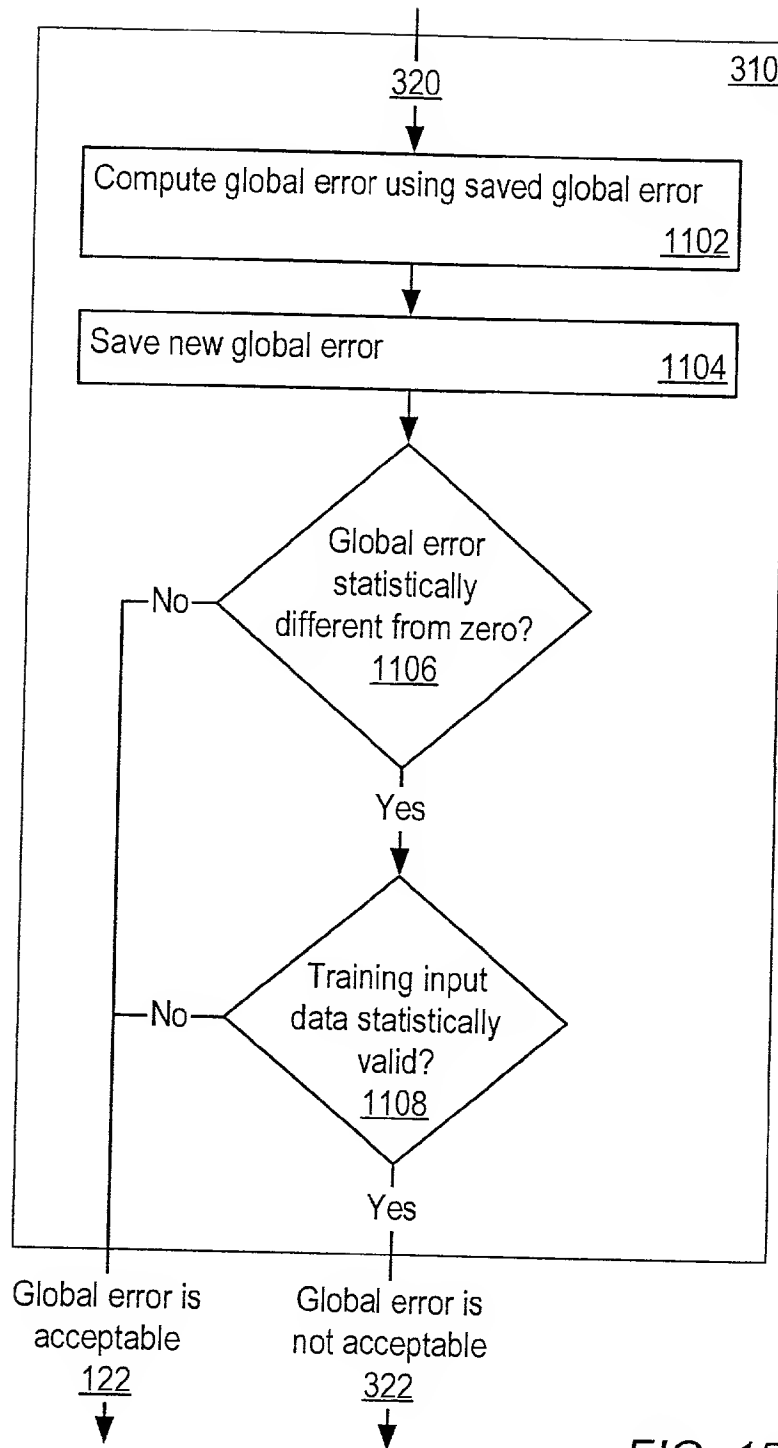 320
310
Compute global error using saved global error
1102
Save new global error
1104
Global error
statistically
different from zero?
1106
No
Yes
Training input
data statistically
valid?
1108
No
Yes
Global error is
acceptable
122
Global error is
not acceptable
322